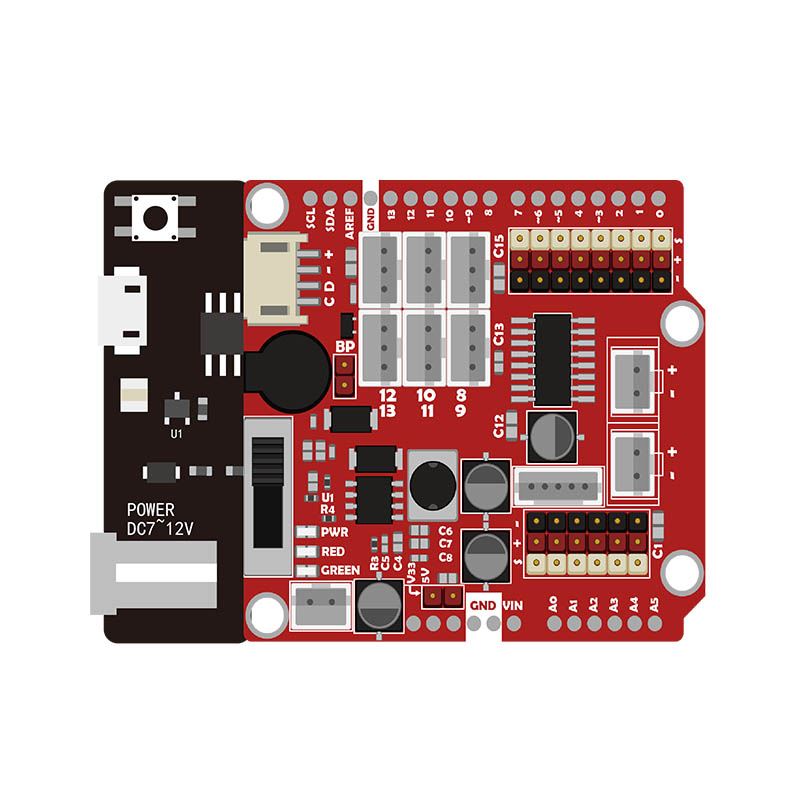 SCL
SDA
AREF
GND
13
12
11
10
~9
8
7
~6
~5
4
~3
2
1
0
S
+
-
C15
+
-
D
C
BP
C13
12 10 8
13 11 9
C12
+
-
+
-
U1
U1
R4
PWR
RED
GREEN
POWER
DC7~12V
R3
C5
C4
C6
C7
C8
V33
5V
-
+
S
C1
GND VIN
A0
A1
A2
A3
A4
A5